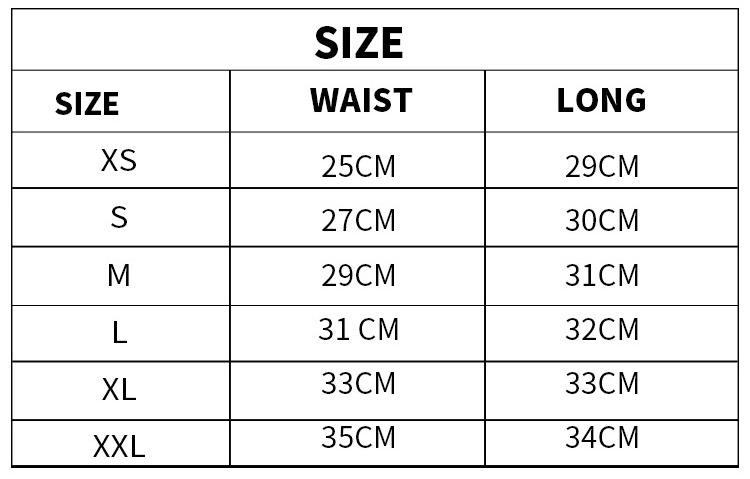 SIZE
SIZE WAIST LONG
XS 25CM 29CM
S 27CM 30CM
M 29CM 31CM
L 31 CM 32CM
XL 33CM 33CM
XXL 35CM 34CM